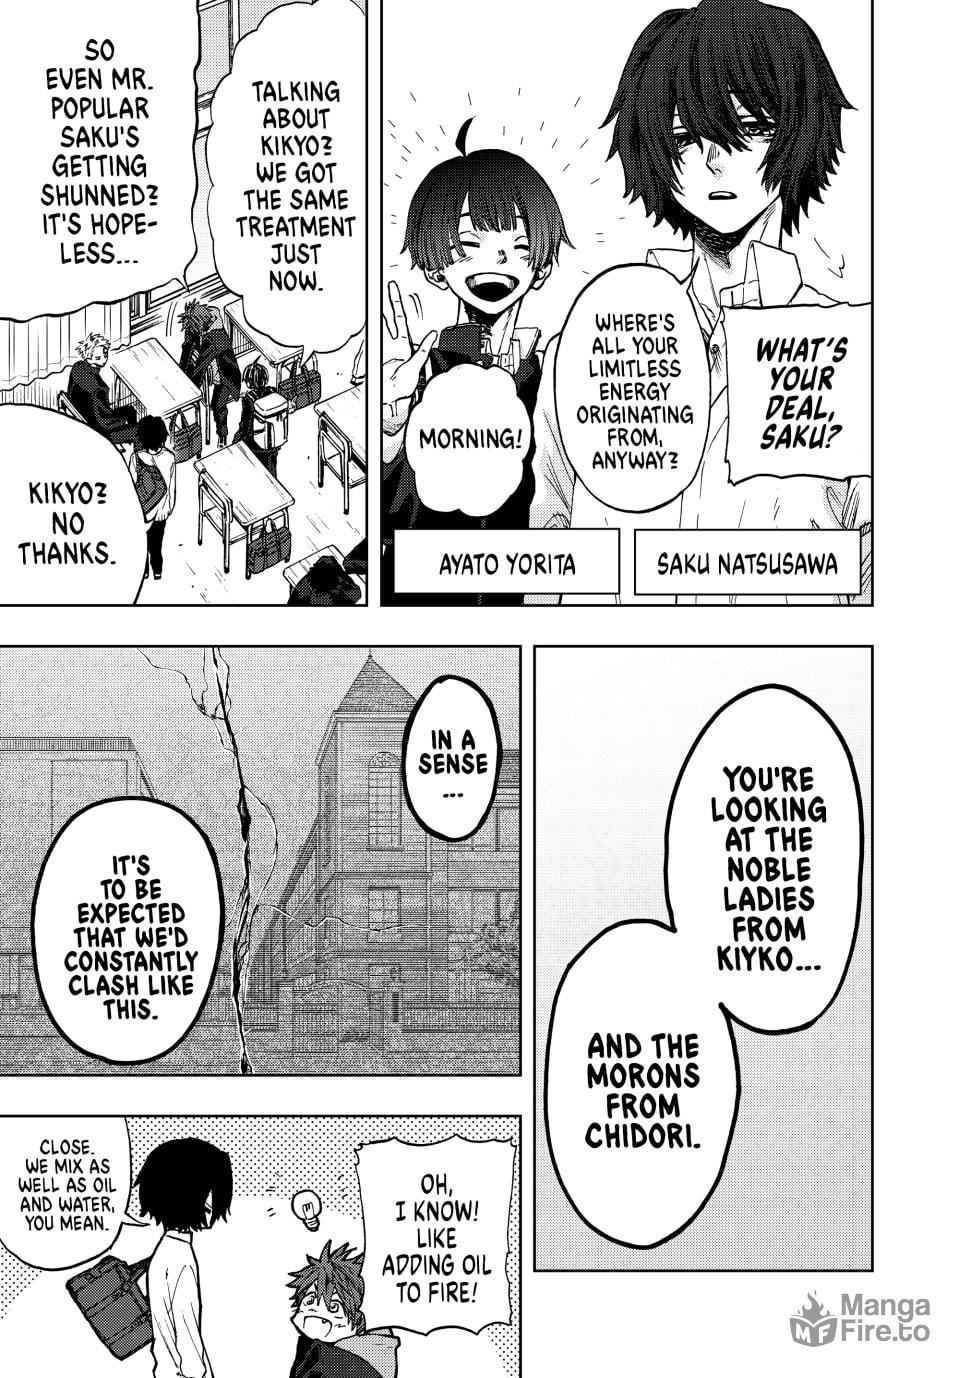 WHAT'S
YOUR
DEAL,
SAKU?
WHERE'S
ALL YOUR
LIMITLESS
ENERGY
ORIGINATING
FROM,
ANYWAY?
MORNING!
SAKU NATSUSAWA
AYATO YORITA
TALKING
ABOUT
KIKYO?
WE GOT
THE SAME
TREATMENT
JUST
NOW.
SO
EVEN MR.
POPULAR
SAKU'S
GETTING
SHUNNED?
IT'S HOPE-
LESS...
KIKYO?
NO
THANKS.
YOU'RE
LOOKING
AT THE
NOBLE
LADIES
FROM
KIYKO...
AND THE
MORONS
FROM
CHIDORI.
IN A
SENSE
...
IT'S
TO BE
EXPECTED
THAT WE'D
CONSTANTLY
CLASH LIKE
THIS.
OH,
I KNOW!
LIKE
ADDING OIL
TO FIRE!
CLOSE.
WE MIX AS
WELL AS OIL
AND WATER,
YOU MEAN.
MF
Manga
Fire.to